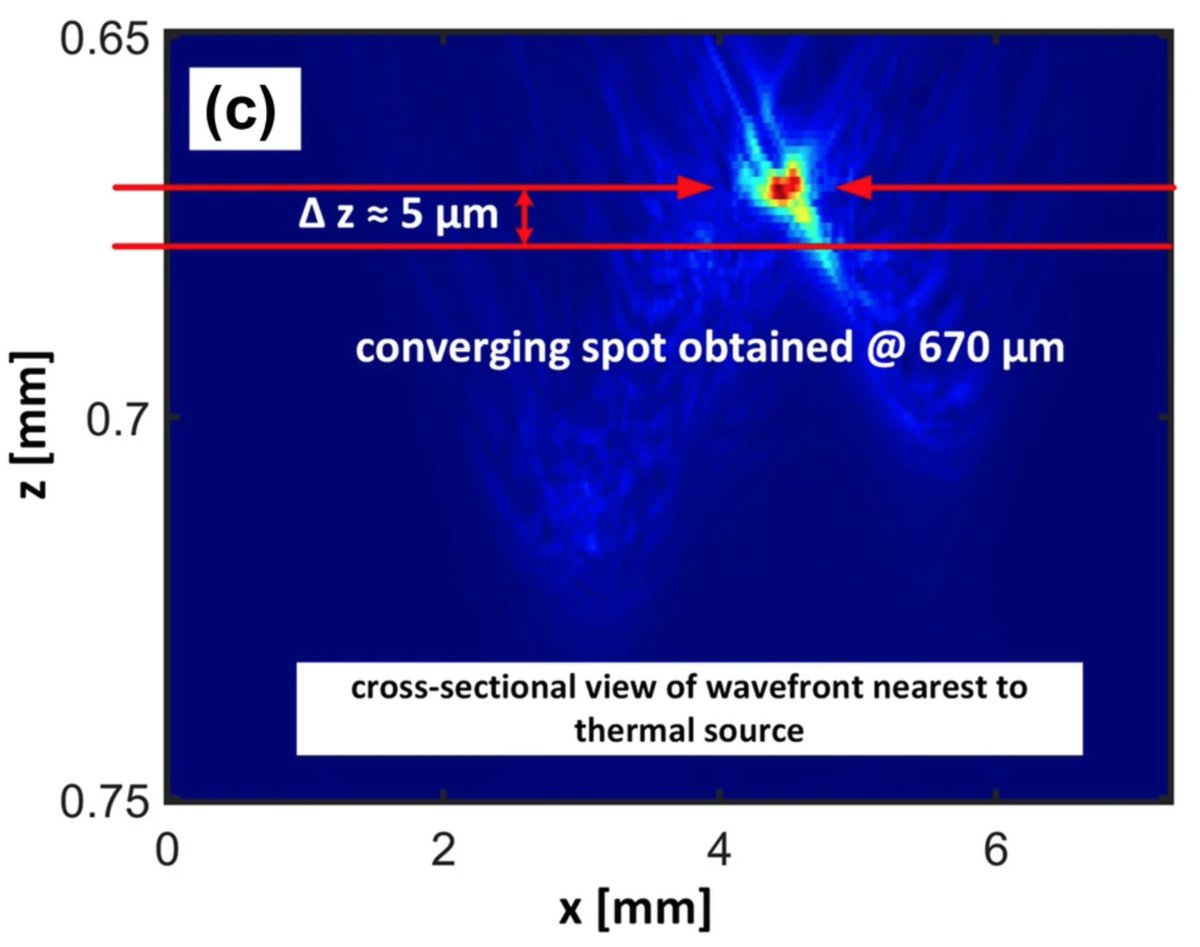 0.65
(c)
Δ z ≈ 5 μm
converging spot obtained @ 670 μm
z [mm]
0.7
cross-sectional view of wavefront nearest to
thermal source
0.75
0 2 4 6
x [mm]